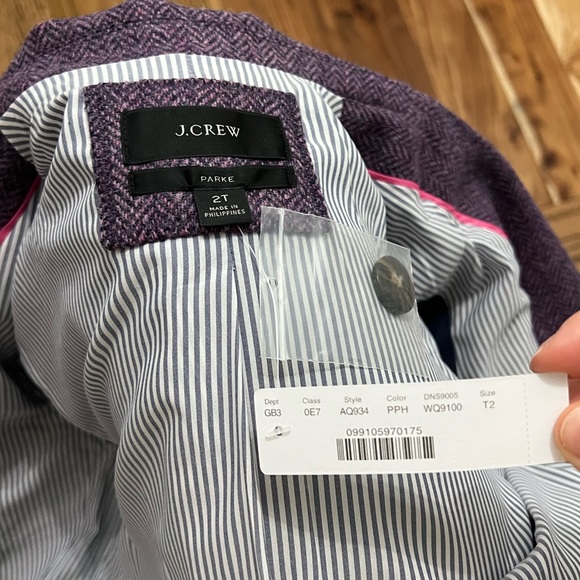 J.CREW
PARKE
2T
MADE IN
PHILIPPINES
Dept Class Style Color DNS9005 Size
GB3 0E7 AQ934 PPH WQ9100 T2
099105970175